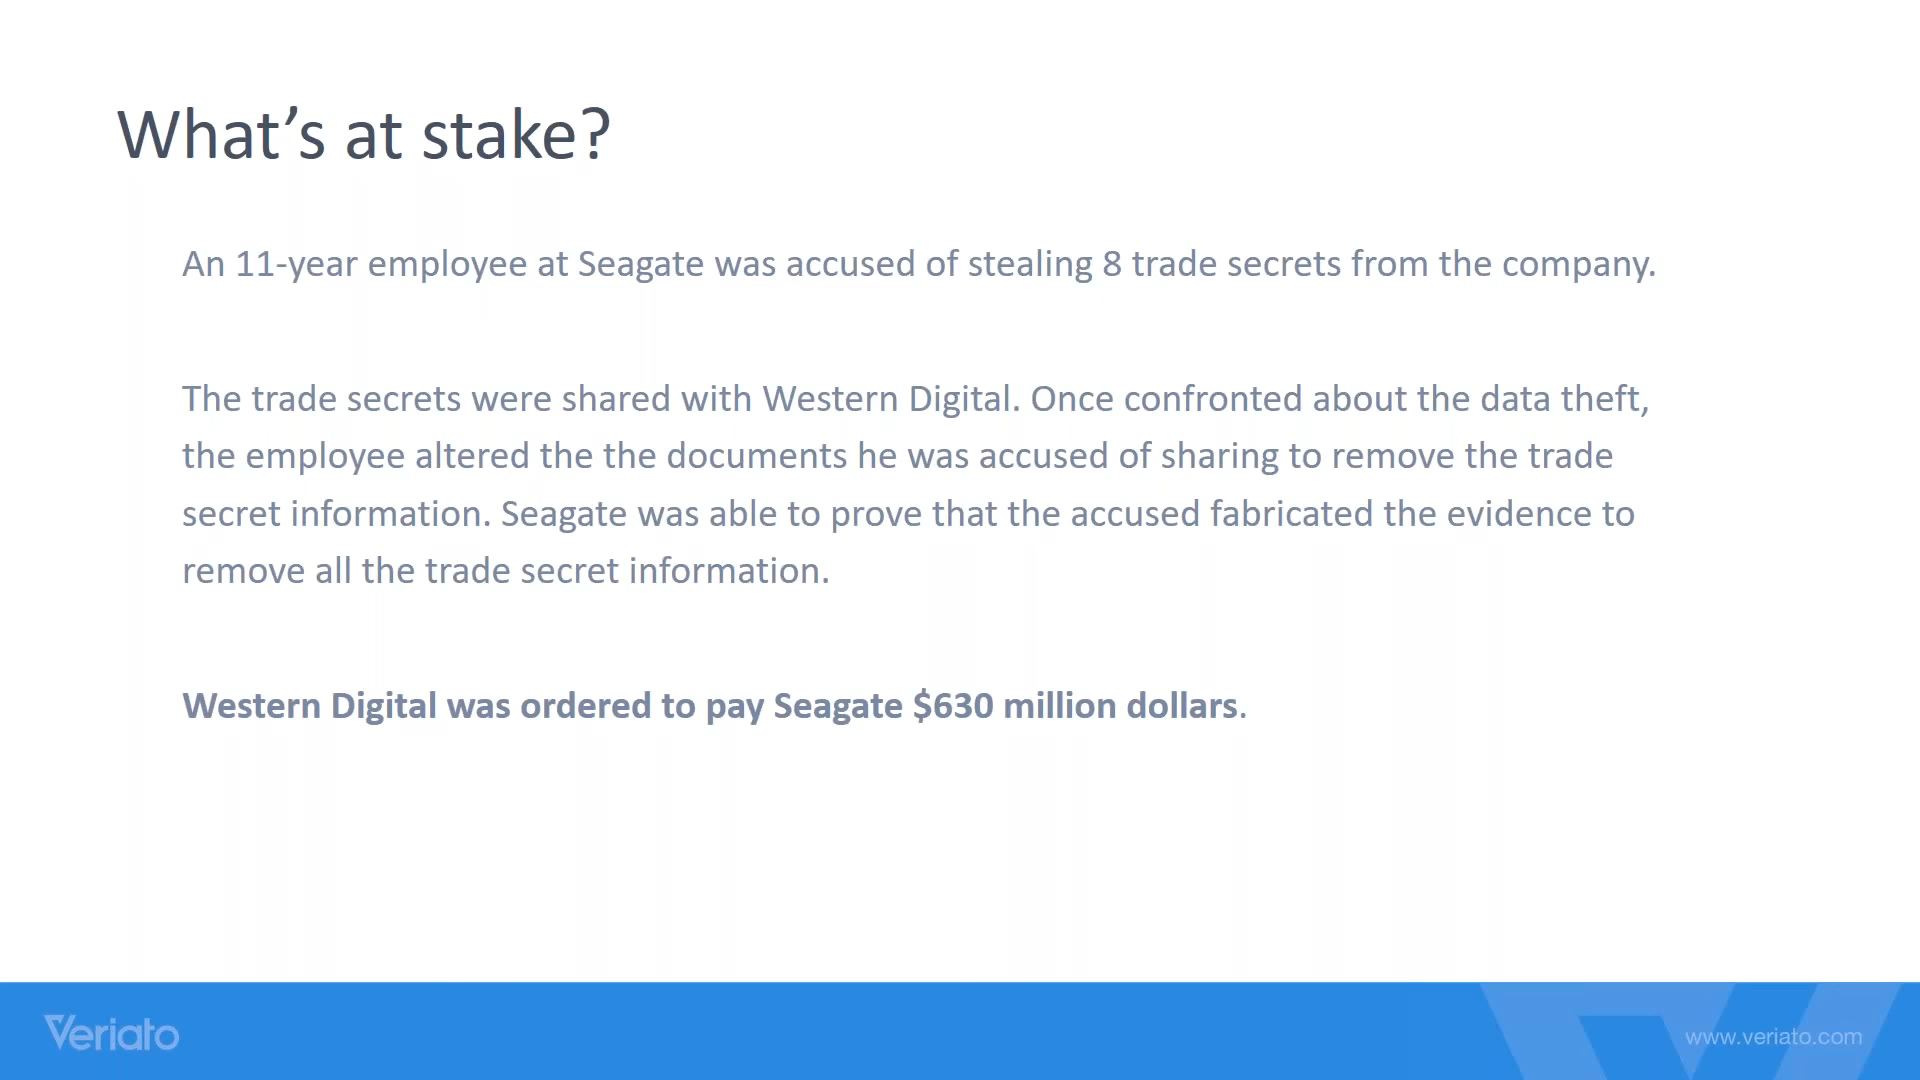 What’s at stake?
An 11-year employee at Seagate was accused of stealing 8 trade secrets from the company.
The trade secrets were shared with Western Digital. Once confronted about the data theft,
the employee altered the the documents he was accused of sharing to remove the trade
secret information. Seagate was able to prove that the accused fabricated the evidence to
remove all the trade secret information.
Western Digital was ordered to pay Seagate $630 million dollars.
Veriato
www.veriato.com